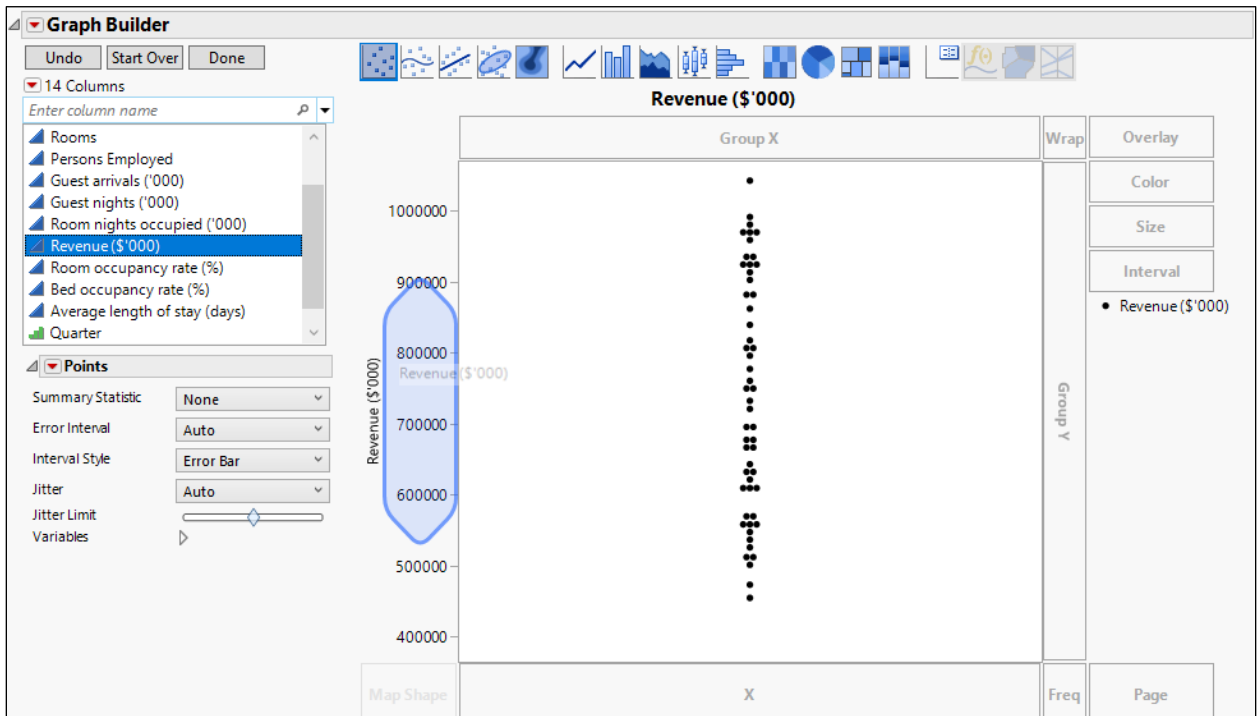 Graph Builder
Undo
Start Over
Done
14 Columns
Enter column name
Rooms
Persons Employed
Guest arrivals ('000)
Guest nights ('000)
Room nights occupied ('000)
Revenue ($'000)
Room occupancy rate (%)
Bed occupancy rate (%)
Average length of stay (days)
Quarter
Points
Summary Statistic
None
Error Interval
Auto
Interval Style
Error Bar
Jitter
Auto
Jitter Limit
Variables
Revenue ($'000)
Group X
Wrap
Overlay
Color
Size
Interval
Revenue ($'000)
1000000
900000
800000
700000
600000
500000
400000
Revenue ($'000)
Revenue ($'000)
Group Y
Map Shape
X
Freq
Page